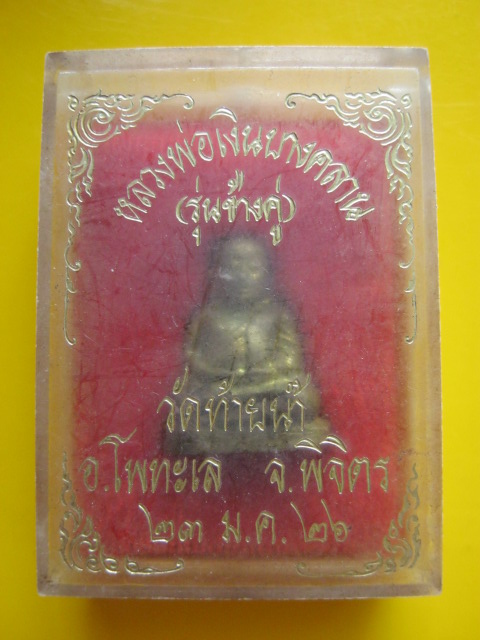 หลวงพ่อเงินบางคลาน
(รุ่นช้างคู่)
วัดท้ายน้ำ
อ.โพทะเล จ.พิจิตร
๒๓ ม.ค. ๒๖